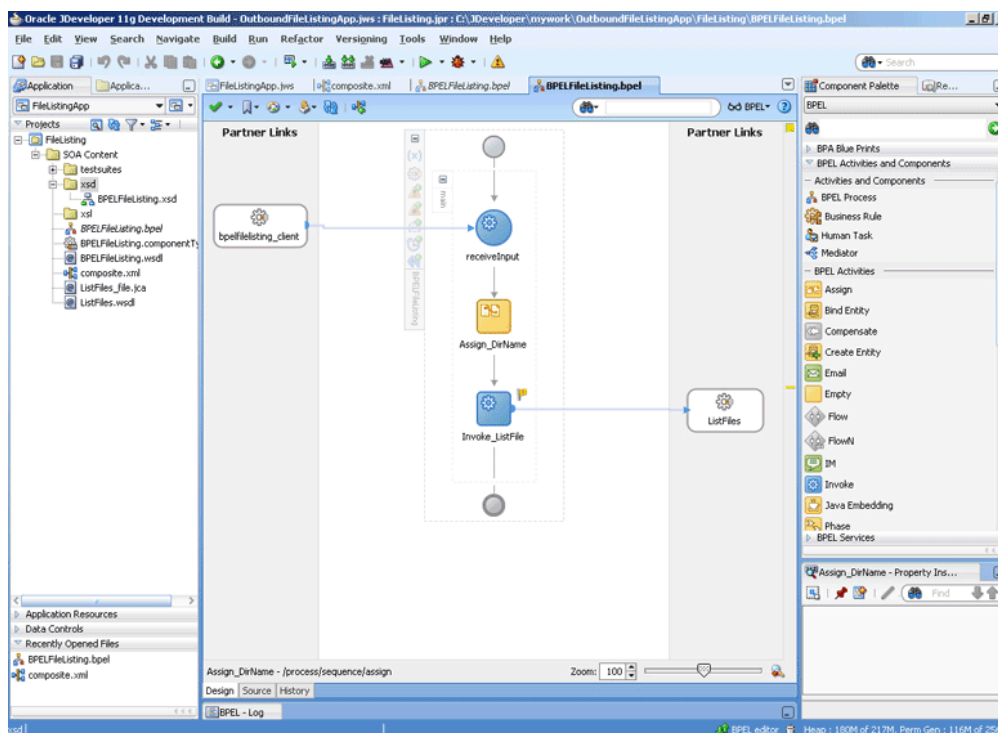 Oracle JDeveloper 11g Development Build - OutboundFileListingApp.jws : FileListing.jpr : C:\JDeveloper\mywork\OutboundFileListingApp\FileListing\BPELFileListing.bpel
File Edit View Search Navigate Build Run Refactor Versioning Tools Window Help
Search
Application Applica...
FileListingApp.jws composite.xml BPELFileListing.bpel BPELFileListing.bpel
Component Palette Re...
FileListingApp
BPEL
BPEL
Projects
FileListing
SOA Content
testsuites
xsd
BPELFileListing.xsd
xsl
BPELFileListing.bpel
BPELFileListing.componentTy
BPELFileListing.wsdl
composite.xml
ListFiles_file.jca
ListFiles.wsdl
Application Resources
Data Controls
Recently Opened Files
BPELFileListing.bpel
composite.xml
Partner Links
Partner Links
main
bpelfilelisting_client
receiveInput
BPELFileListing
Assign_DirName
Invoke_ListFile
ListFiles
Assign_DirName - /process/sequence/assign
Zoom: 100
Design Source History
BPEL - Log
BPA Blue Prints
BPEL Activities and Components
Activities and Components
BPEL Process
Business Rule
Human Task
Mediator
BPEL Activities
Assign
Bind Entity
Compensate
Create Entity
Email
Empty
Flow
FlowN
IM
Invoke
Java Embedding
Phase
BPEL Services
Assign_DirName - Property Ins...
Find
xsd
BPEL editor Heap : 180M of 217M, Perm Gen : 116M of 25